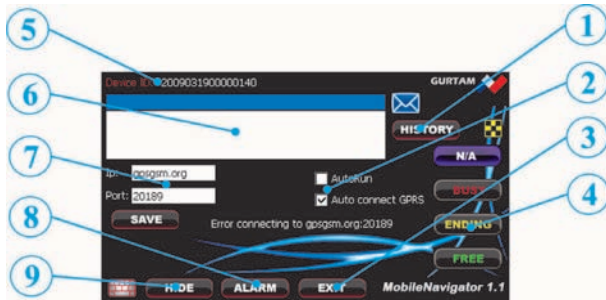 5
1
Device ID: 2009031900000140
GURTAM
2
6
HISTORY
3
N/A
7
Ip: gpsgsm.org
AutoRun
BUSY
Port: 20189
Auto connect GPRS
4
SAVE
Error connecting to gpsgsm.org:20189
ENDING
8
FREE
9
HIDE
ALARM
EXIT
MobileNavigator 1.1